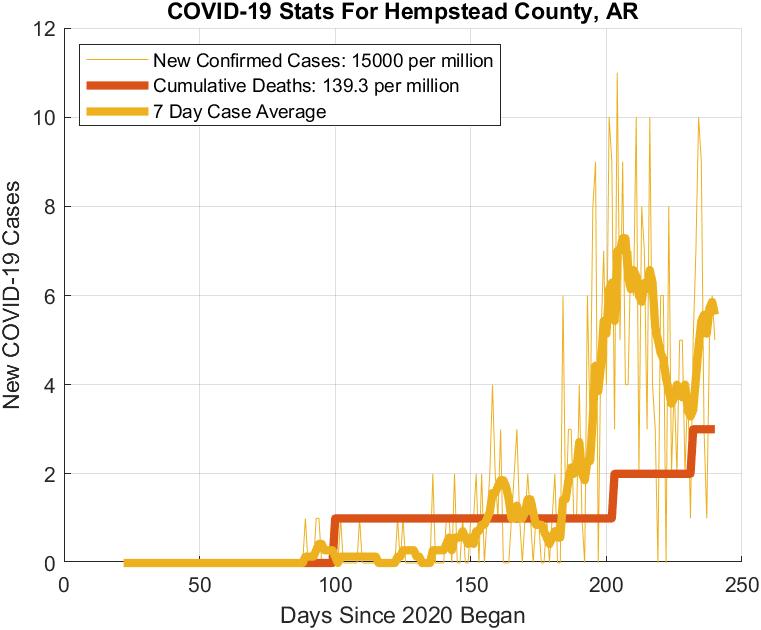 COVID-19 Stats For Hempstead County, AR
New Confirmed Cases: 15000 per million
Cumulative Deaths: 139.3 per million
7 Day Case Average
New COVID-19 Cases
12
10
8
6
4
2
0
0 50 100 150 200 250
Days Since 2020 Began